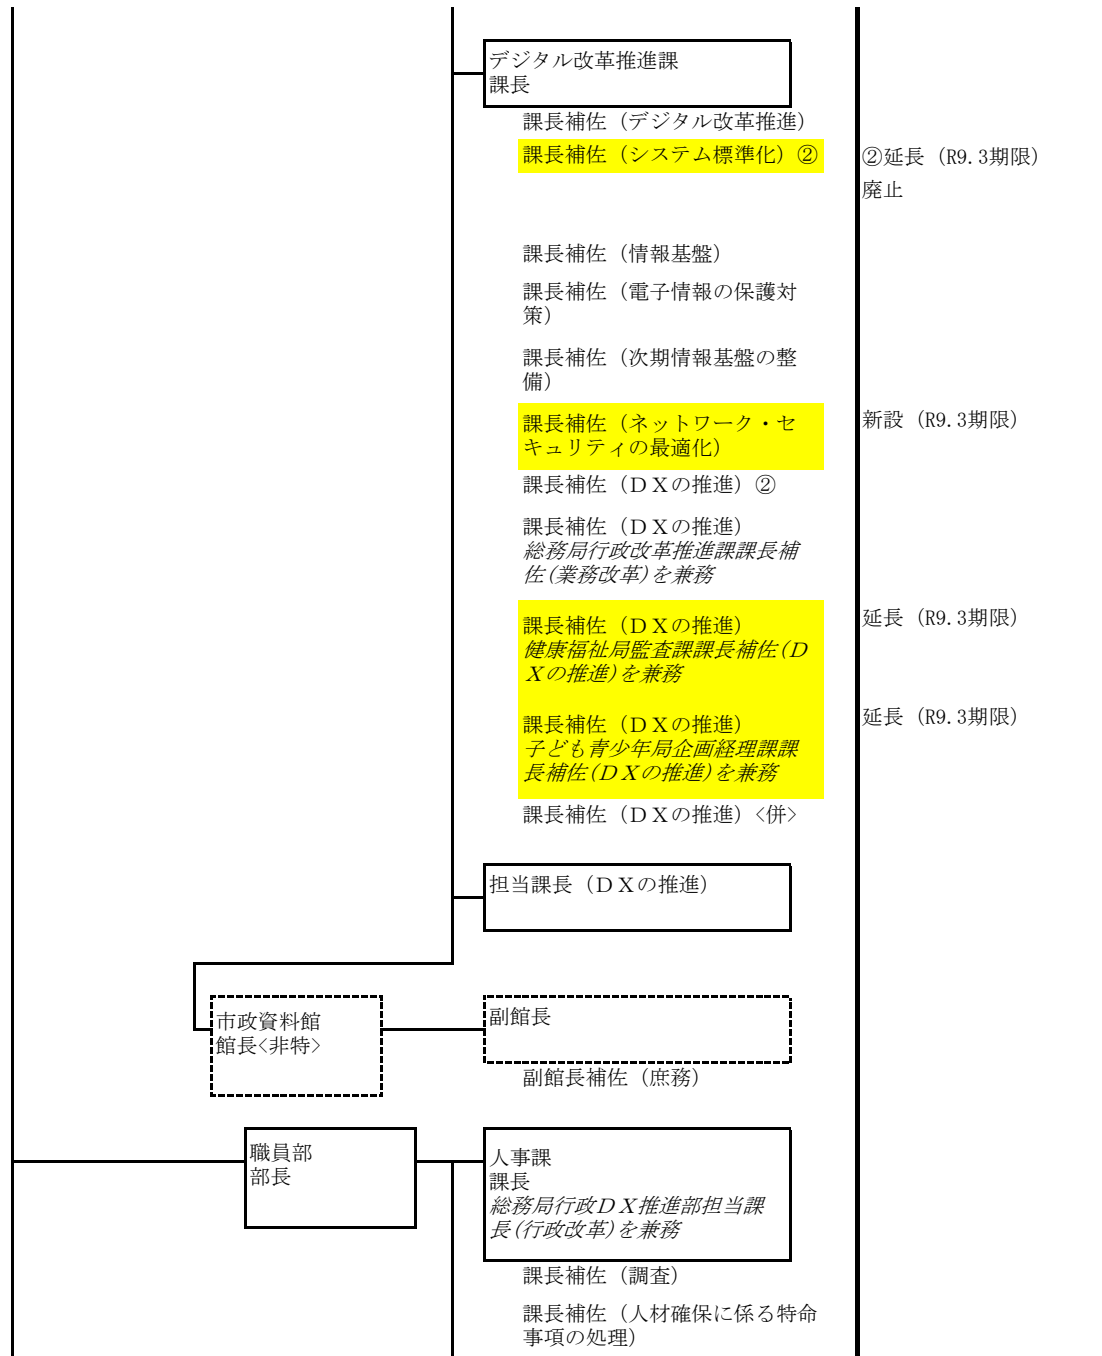 デジタル改革推進課
課長
課長補佐（デジタル改革推進）
課長補佐（システム標準化）②
②延長（R9.3期限）
廃止
課長補佐（情報基盤）
課長補佐（電子情報の保護対
策）
課長補佐（次期情報基盤の整
備）
課長補佐（ネットワーク・セ
キュリティの最適化）
新設（R9.3期限）
課長補佐（ＤＸの推進）②
課長補佐（ＤＸの推進）
総務局行政改革推進課課長補
佐(業務改革)を兼務
課長補佐（ＤＸの推進）
健康福祉局監査課課長補佐(Ｄ
Ｘの推進)を兼務
延長（R9.3期限）
課長補佐（ＤＸの推進）
子ども青少年局企画経理課課
長補佐(ＤＸの推進)を兼務
延長（R9.3期限）
課長補佐（ＤＸの推進）<併>
担当課長（ＤＸの推進）
市政資料館
館長<非特>
副館長
副館長補佐（庶務）
職員部
部長
人事課
課長
総務局行政ＤＸ推進部担当課
長(行政改革)を兼務
課長補佐（調査）
課長補佐（人材確保に係る特命
事項の処理）